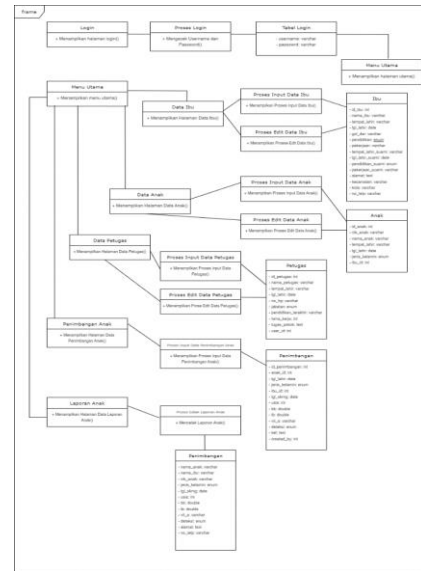 Frame
Login
+ Menampilkan halaman login()
Proses Login
+ Mengecek Username dan Password()
Tabel Login
- username varchar
- password varchar
Menu Utama
+ Menampilkan halaman utama()
Menu Utama
+ Menampilkan menu utama()
Data Ibu
+ Menampilkan Halaman Data Ibu()
Proses Input Data Ibu
+ Menampilkan Proses Input Data Ibu()
Proses Edit Data Ibu
+ Menampilkan Proses Edit Data Ibu()
Ibu
- id_ibu int
- nama_ibu varchar
- tempat_lahir varchar
- tgl_lahir date
- gol_dar varchar
- pendidikan enum
- pekerjaan varchar
- tempat_lahir_suami varchar
- tgl_lahir_suami date
- pendidikan_suami enum
- pekerjaan_suami varchar
- alamat text
- kecamatan varchar
- kota varchar
- no_telp varchar
Data Anak
+ Menampilkan Halaman Data Anak()
Proses Input Data Anak
+ Menampilkan Proses Input Data Anak()
Proses Edit Data Anak
+ Menampilkan Proses Edit Data Anak()
Anak
- id_anak int
- nik_anak varchar
- nama_anak varchar
- tempat_lahir varchar
- tgl_lahir date
- jenis_kelamin enum
- ibu_id int
Data Petugas
+ Menampilkan Halaman Data Petugas()
Proses Input Data Petugas
+ Menampilkan Proses Input Data Petugas()
Proses Edit Data Petugas
+ Menampilkan Proses Edit Data Petugas()
Petugas
- id_petugas int
- nama_petugas varchar
- tempat_lahir varchar
- tgl_lahir date
- no_hp varchar
- jabatan enum
- pendidikan_terakhir varchar
- lama_kerja int
- tugas_pokok text
- user_id int
Penimbangan Anak
+ Menampilkan Halaman Data Penimbangan Anak()
Proses Input Data Penimbangan Anak
+ Menampilkan Proses Input Data Penimbangan Anak()
Penimbangan
- id_penimbangan int
- anak_id int
- tgl_lahir date
- jenis_kelamin enum
- ibu_id int
- tgl_skrng date
- usia int
- bb double
- tb double
- deteksi enum
- ket text
- created_by int
Laporan Anak
+ Menampilkan Halaman Data Laporan Anak()
Proses Cetak Laporan Anak
+ Mencetak Laporan Anak()
Penimbangan
- nama_anak varchar
- nama_ibu varchar
- nik_anak varchar
- jenis_kelamin enum
- tgl_skrng date
- usia int
- bb double
- tb double
- deteksi enum
- alamat text
- no_telp varchar